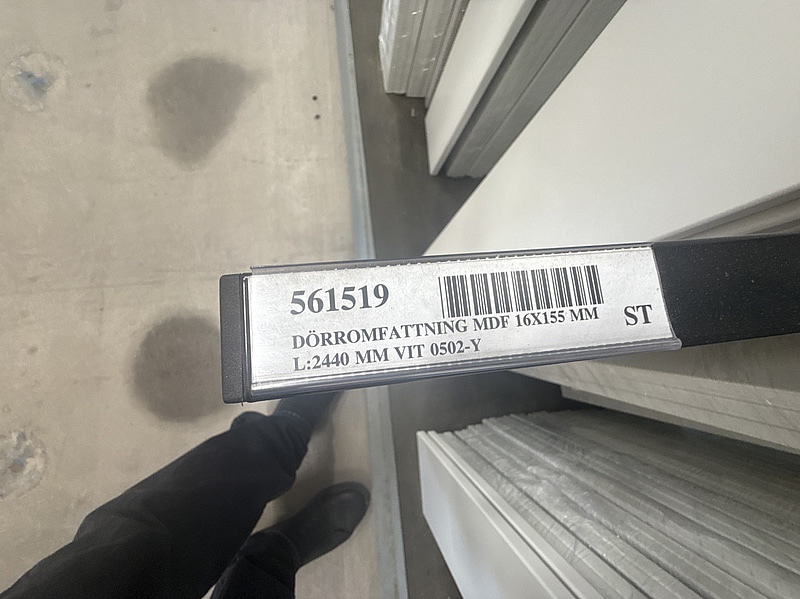 561519
DÖRROMFATTNING MDF 16X155 MM
L:2440 MM VIT 0502-Y
ST